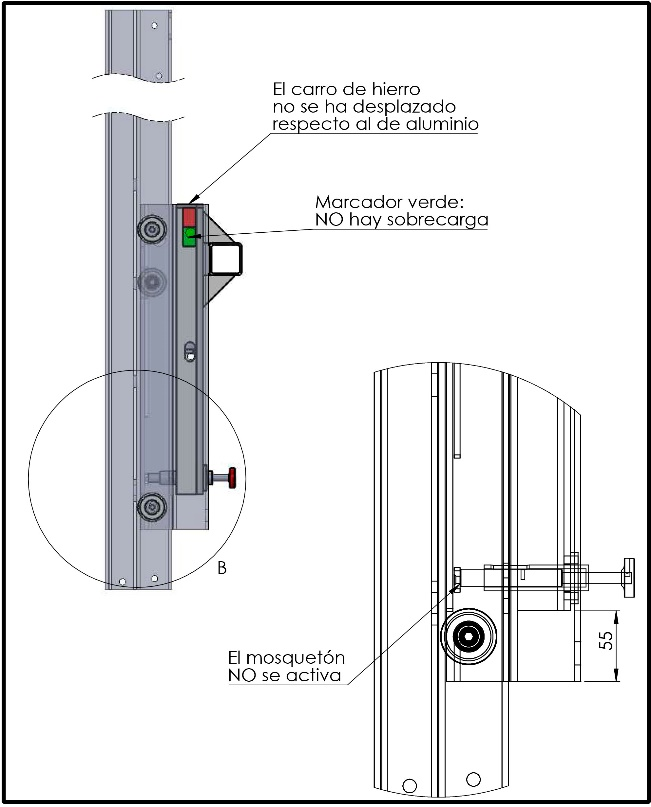 El carro de hierro
no se ha desplazado
respecto al de aluminio
Marcador verde:
NO hay sobrecarga
B
El mosquetón
NO se activa
55